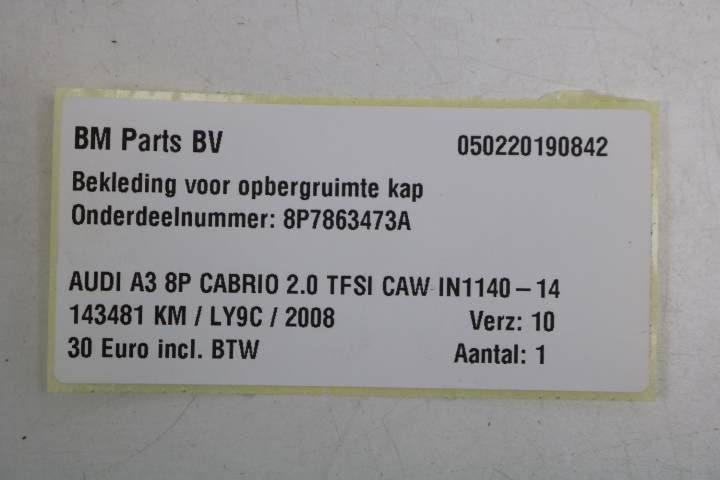 BM Parts BV 050220190842
Bekleding voor opbergruimte kap
Onderdeelnummer: 8P7863473A
AUDI A3 8P CABRIO 2.0 TFSI CAW IN1140-14
143481 KM / LY9C / 2008 Verz: 10
30 Euro incl. BTW Aantal: 1